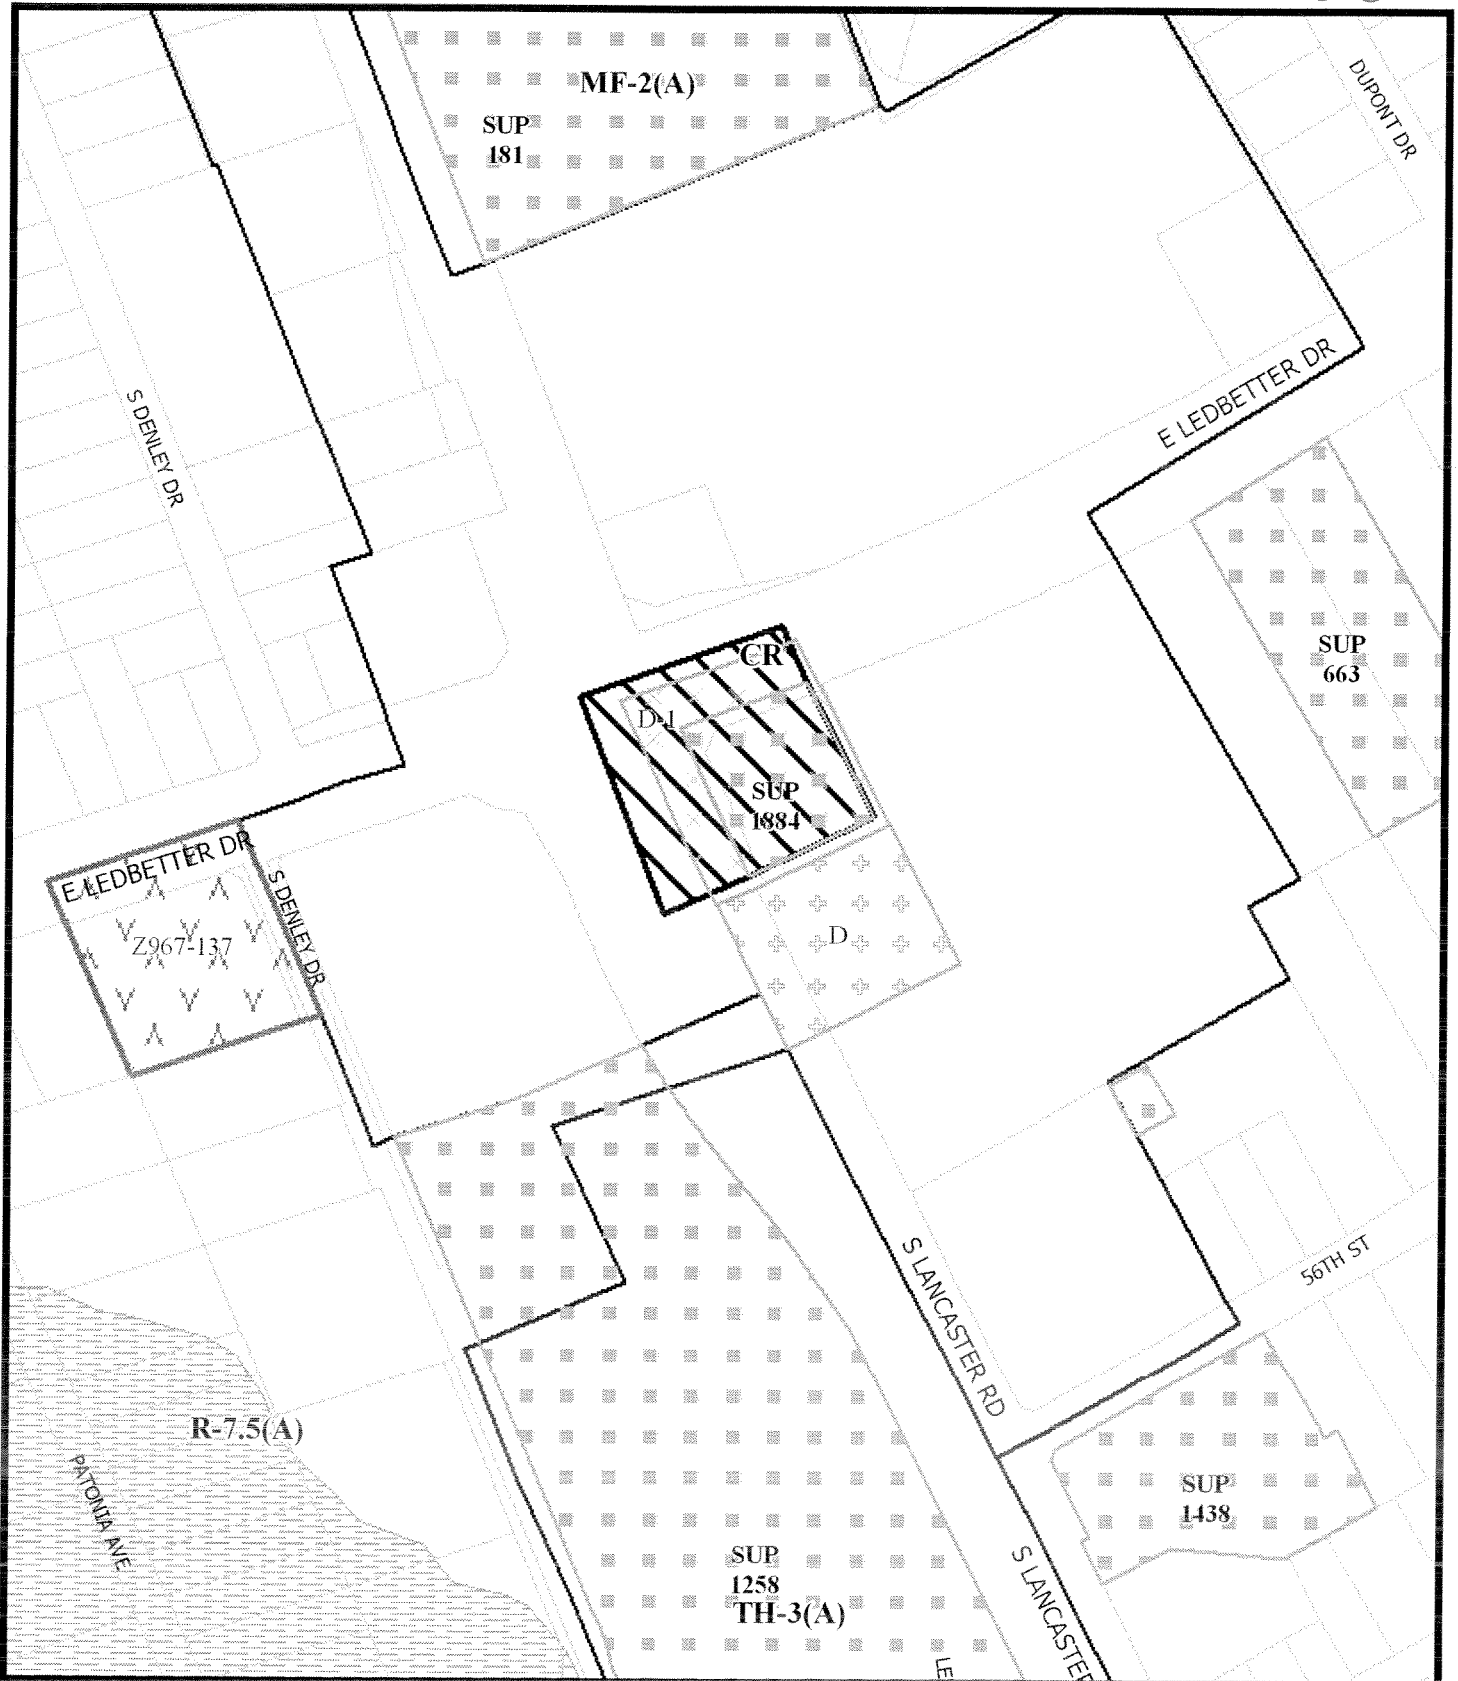 MF-2(A)
SUP
181
DUPONT DR
S DENLEY DR
E LEDBETTER DR
CR
D-1
SUP
1884
SUP
663
E LEDBETTER DR
S DENLEY DR
Z967-137
D
S LANCASTER RD
56TH ST
R-7.5(A)
PATONIA AVE
SUP
1438
SUP
1258
TH-3(A)
S LANCASTER
LE